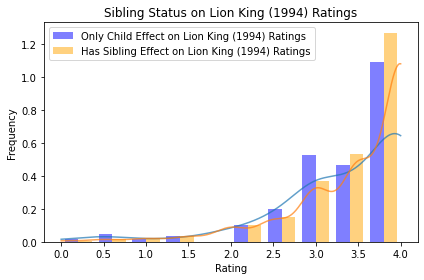 Sibling Status on Lion King (1994) Ratings
Only Child Effect on Lion King (1994) Ratings
Has Sibling Effect on Lion King (1994) Ratings
Frequency
1.2
1.0
0.8
0.6
0.4
0.2
0.0
0.0 0.5 1.0 1.5 2.0 2.5 3.0 3.5 4.0
Rating